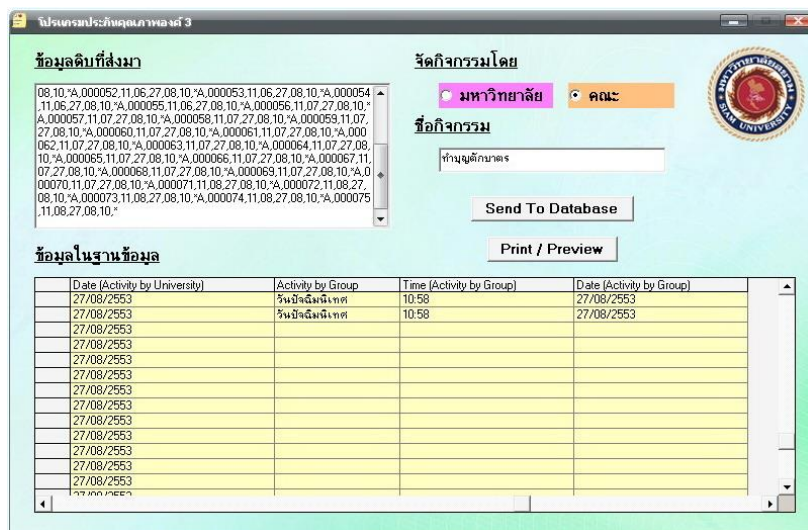 โปรแกรมประกันคุณภาพองค์ 3
ข้อมูลดิบที่ส่งมา
08,10,*A,000052,11,06,27,08,10,*A,000053,11,06,27,08,10,*A,000054
,11,06,27,08,10,*A,000055,11,06,27,08,10,*A,000056,11,07,27,08,10,*
A,000057,11,07,27,08,10,*A,000058,11,07,27,08,10,*A,000059,11,07,
27,08,10,*A,000060,11,07,27,08,10,*A,000061,11,07,27,08,10,*A,000
062,11,07,27,08,10,*A,000063,11,07,27,08,10,*A,000064,11,07,27,08,
10,*A,000065,11,07,27,08,10,*A,000066,11,07,27,08,10,*A,000067,11,
07,27,08,10,*A,000068,11,07,27,08,10,*A,000069,11,07,27,08,10,*A,0
00070,11,07,27,08,10,*A,000071,11,08,27,08,10,*A,000072,11,08,27,
08,10,*A,000073,11,08,27,08,10,*A,000074,11,08,27,08,10,*A,000075
,11,08,27,08,10,*
จัดกิจกรรมโดย
มหาวิทยาลัย คณะ
ชื่อกิจกรรม
ทำบุญตักบาตร
Send To Database
Print / Preview
มหาวิทยาลัยสยาม
SIAM UNIVERSITY
ข้อมูลในฐานข้อมูล
Date (Activity by University) Activity by Group Time (Activity by Group) Date (Activity by Group)
27/08/2553 วันปัจฉิมนิเทศ 10:58 27/08/2553
27/08/2553 วันปัจฉิมนิเทศ 10:58 27/08/2553
27/08/2553
27/08/2553
27/08/2553
27/08/2553
27/08/2553
27/08/2553
27/08/2553
27/08/2553
27/08/2553
27/08/2553
27/08/2553
27/08/2553